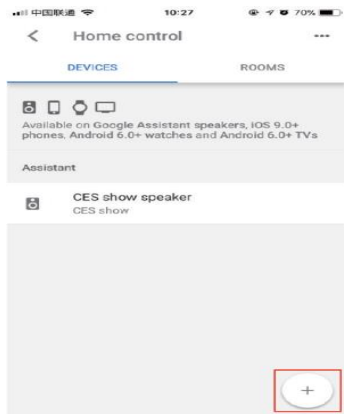 中国联通 10:27 70%
Home control
DEVICES ROOMS
Available on Google Assistant speakers, iOS 9.0+
phones, Android 6.0+ watches and Android 6.0+ TVs
Assistant
CES show speaker
CES show